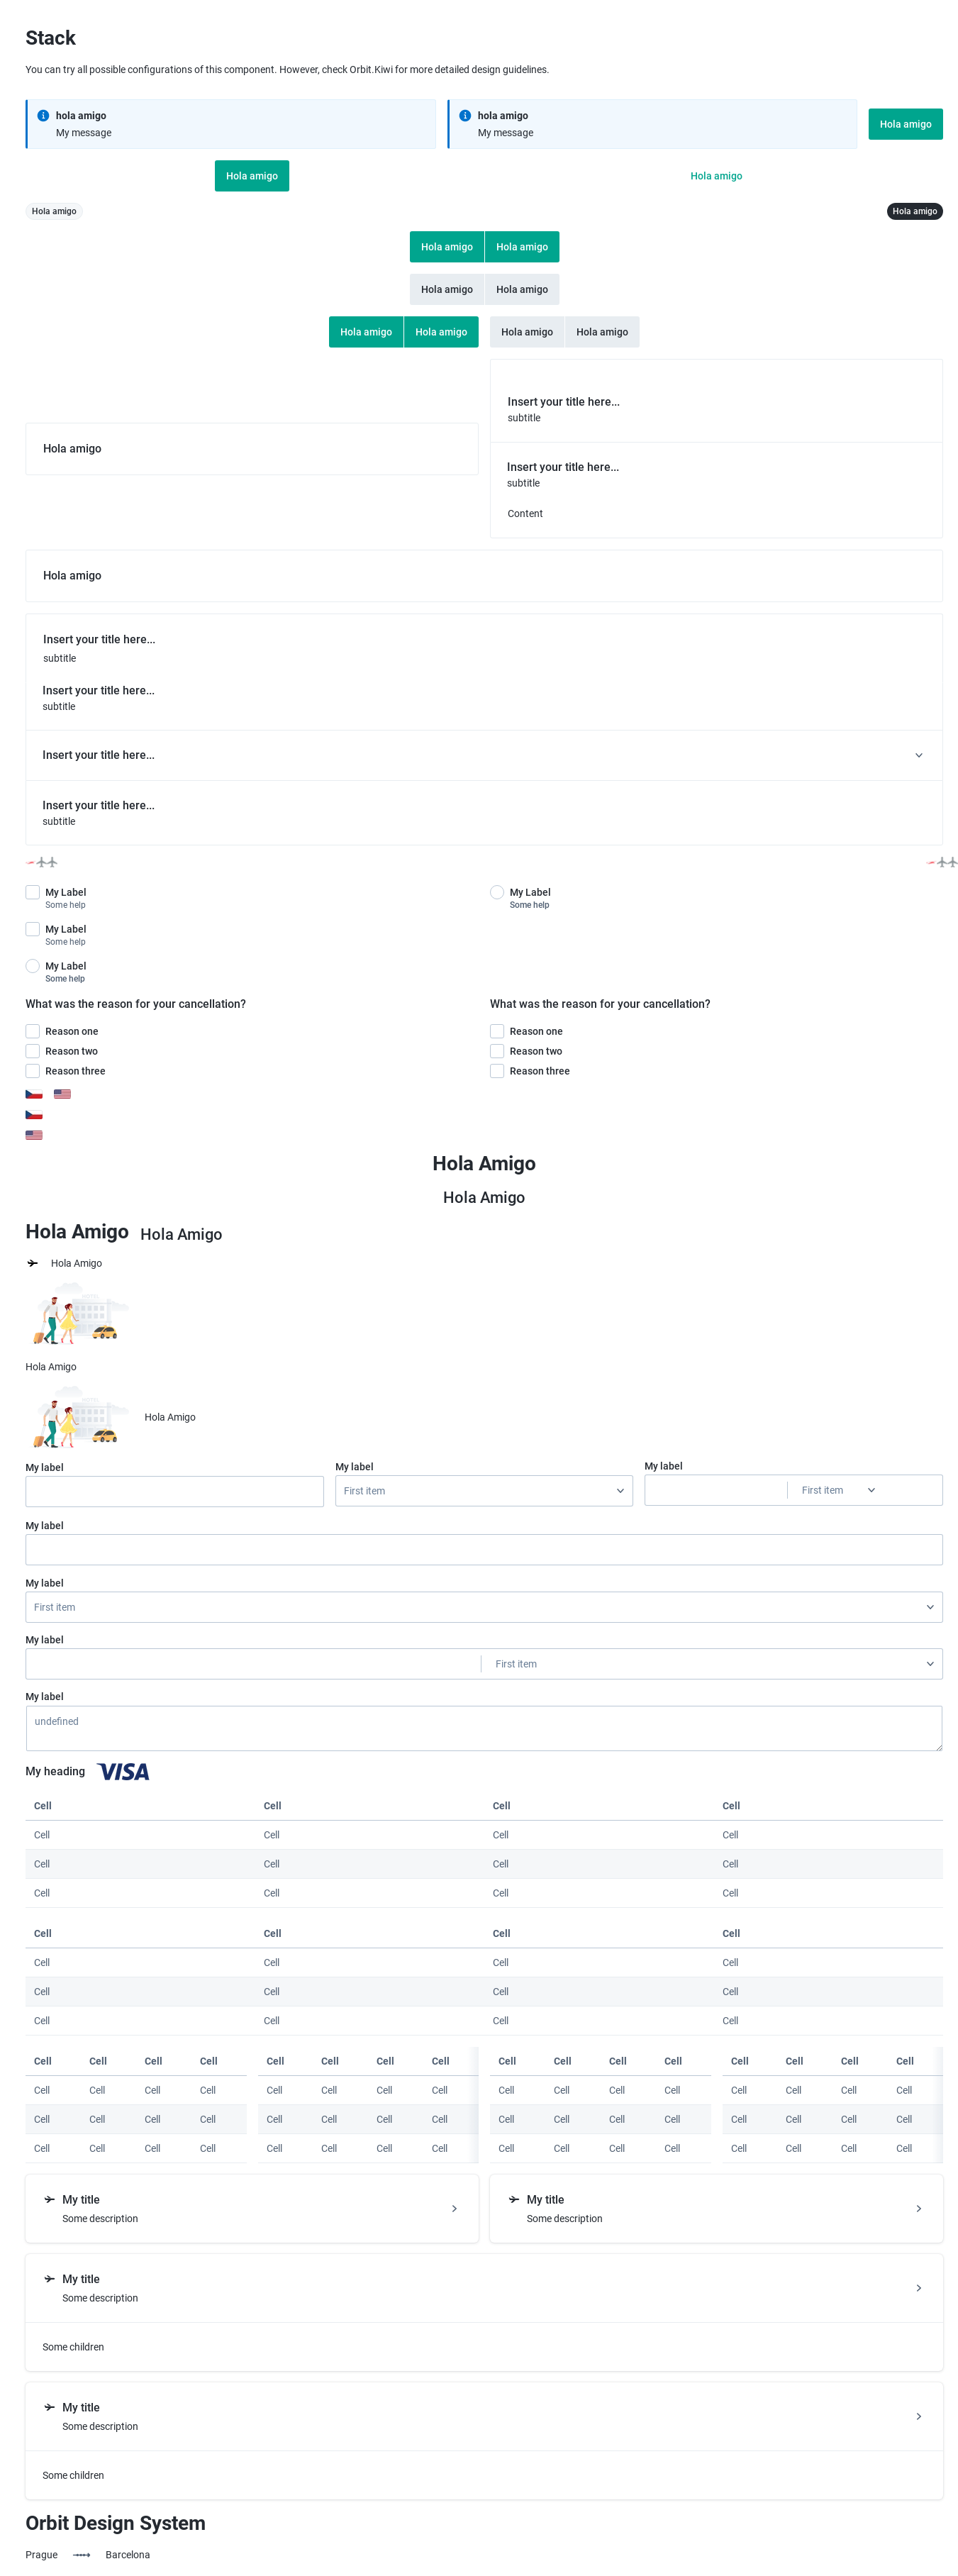 Stack
You can try all possible configurations of this component. However, check Orbit.Kiwi for more detailed design guidelines.
hola amigo
My message
hola amigo
My message
Hola amigo
Hola amigo
Hola amigo
Hola amigo
Hola amigo
Hola amigo Hola amigo
Hola amigo Hola amigo
Hola amigo Hola amigo Hola amigo Hola amigo
Hola amigo
Insert your title here...
subtitle
Insert your title here...
subtitle
Content
Hola amigo
Insert your title here...
subtitle
Insert your title here...
subtitle
Insert your title here...
Insert your title here...
subtitle
My Label
Some help
My Label
Some help
My Label
Some help
My Label
Some help
What was the reason for your cancellation?
Reason one
Reason two
Reason three
What was the reason for your cancellation?
Reason one
Reason two
Reason three
Hola Amigo
Hola Amigo
Hola Amigo Hola Amigo
Hola Amigo
Hola Amigo
Hola Amigo
My label
My label
First item
My label
First item
My label
My label
First item
My label
First item
My label
undefined
My heading VISA
Cell Cell Cell Cell
Cell Cell Cell Cell
Cell Cell Cell Cell
Cell Cell Cell Cell
Cell Cell Cell Cell
Cell Cell Cell Cell
Cell Cell Cell Cell
Cell Cell Cell Cell
Cell Cell Cell Cell Cell Cell Cell Cell Cell Cell Cell Cell Cell Cell Cell Cell
Cell Cell Cell Cell Cell Cell Cell Cell Cell Cell Cell Cell Cell Cell Cell Cell
Cell Cell Cell Cell Cell Cell Cell Cell Cell Cell Cell Cell Cell Cell Cell Cell
Cell Cell Cell Cell Cell Cell Cell Cell Cell Cell Cell Cell Cell Cell Cell Cell
My title
Some description
My title
Some description
My title
Some description
Some children
My title
Some description
Some children
Orbit Design System
Prague Barcelona